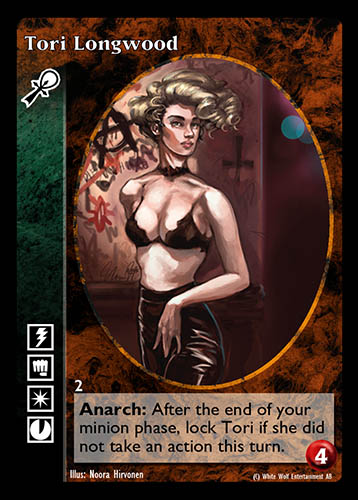 Tori Longwood
2
Anarch: After the end of your
minion phase, lock Tori if she did
not take an action this turn.
4
Illus: Noora Hirvonen
(C) White Wolf Entertainment AB